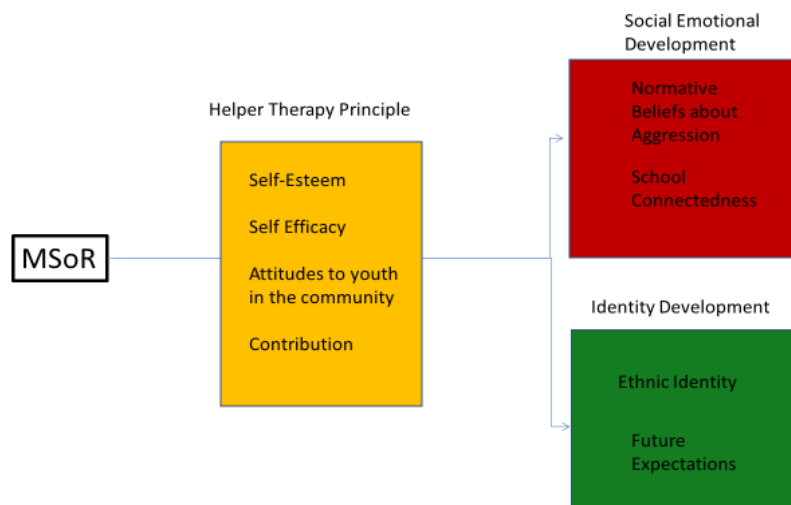 Social Emotional
Development
Normative
Beliefs about
Aggression
School
Connectedness
Helper Therapy Principle
Self-Esteem
Self Efficacy
Attitudes to youth
in the community
Contribution
MSoR
Identity Development
Ethnic Identity
Future
Expectations